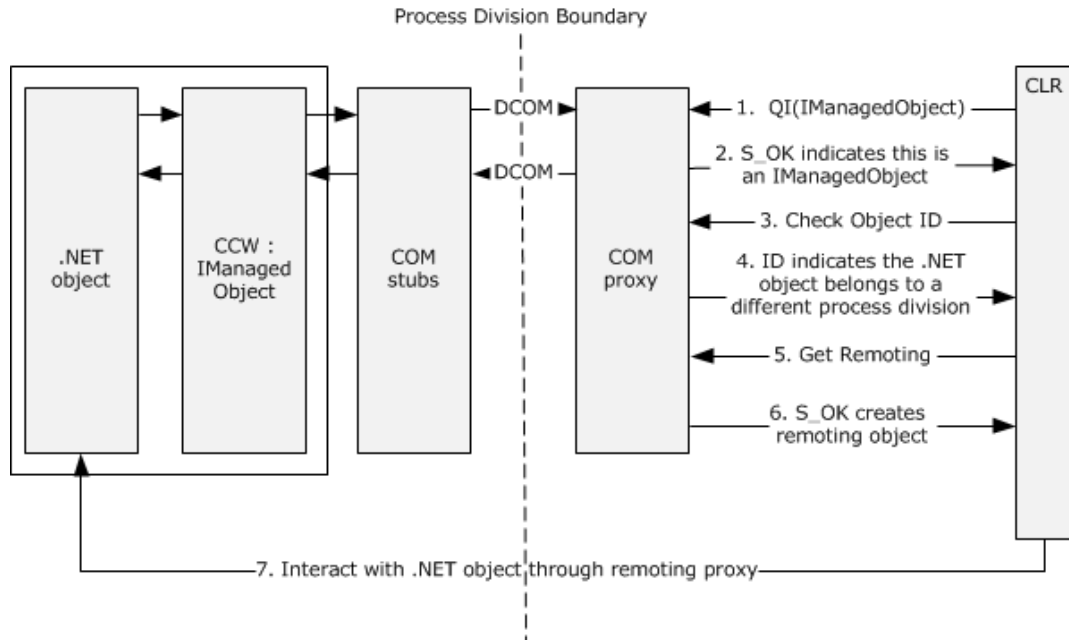 Process Division Boundary
CLR
DCOM
1. QI(IManagedObject)
DCOM
2. S_OK indicates this is
an IManagedObject
3. Check Object ID
.NET
object
CCW :
IManaged
Object
COM
stubs
COM
proxy
4. ID indicates the .NET
object belongs to a
different process division
5. Get Remoting
6. S_OK creates
remoting object
7. Interact with .NET object through remoting proxy